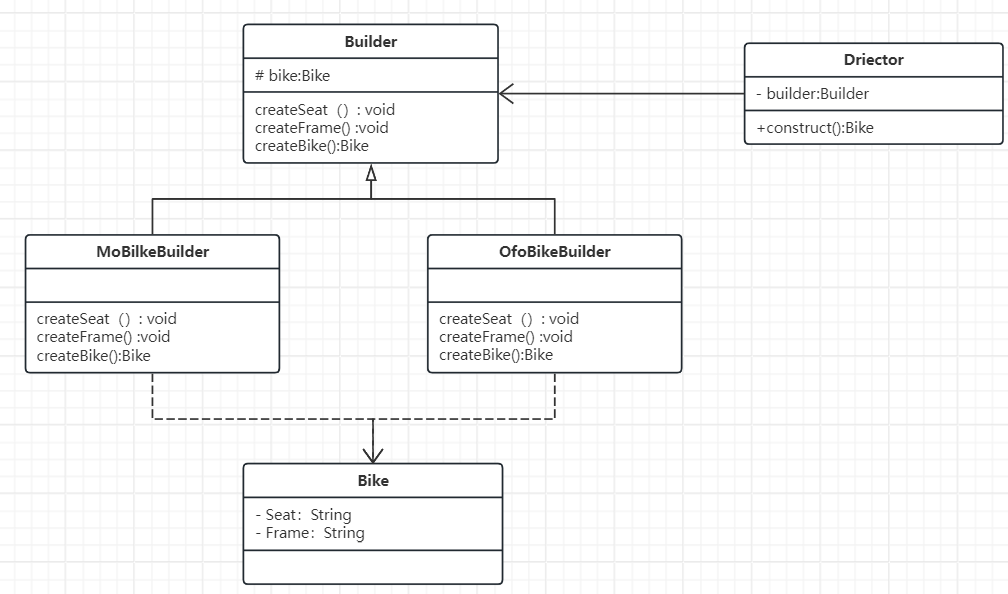 Builder
# bike:Bike
createSeat （）: void
createFrame() :void
createBike():Bike
Driector
- builder:Builder
+construct():Bike
MoBilkeBuilder
createSeat （）: void
createFrame() :void
createBike():Bike
OfoBikeBuilder
createSeat （）: void
createFrame() :void
createBike():Bike
Bike
- Seat：String
- Frame：String